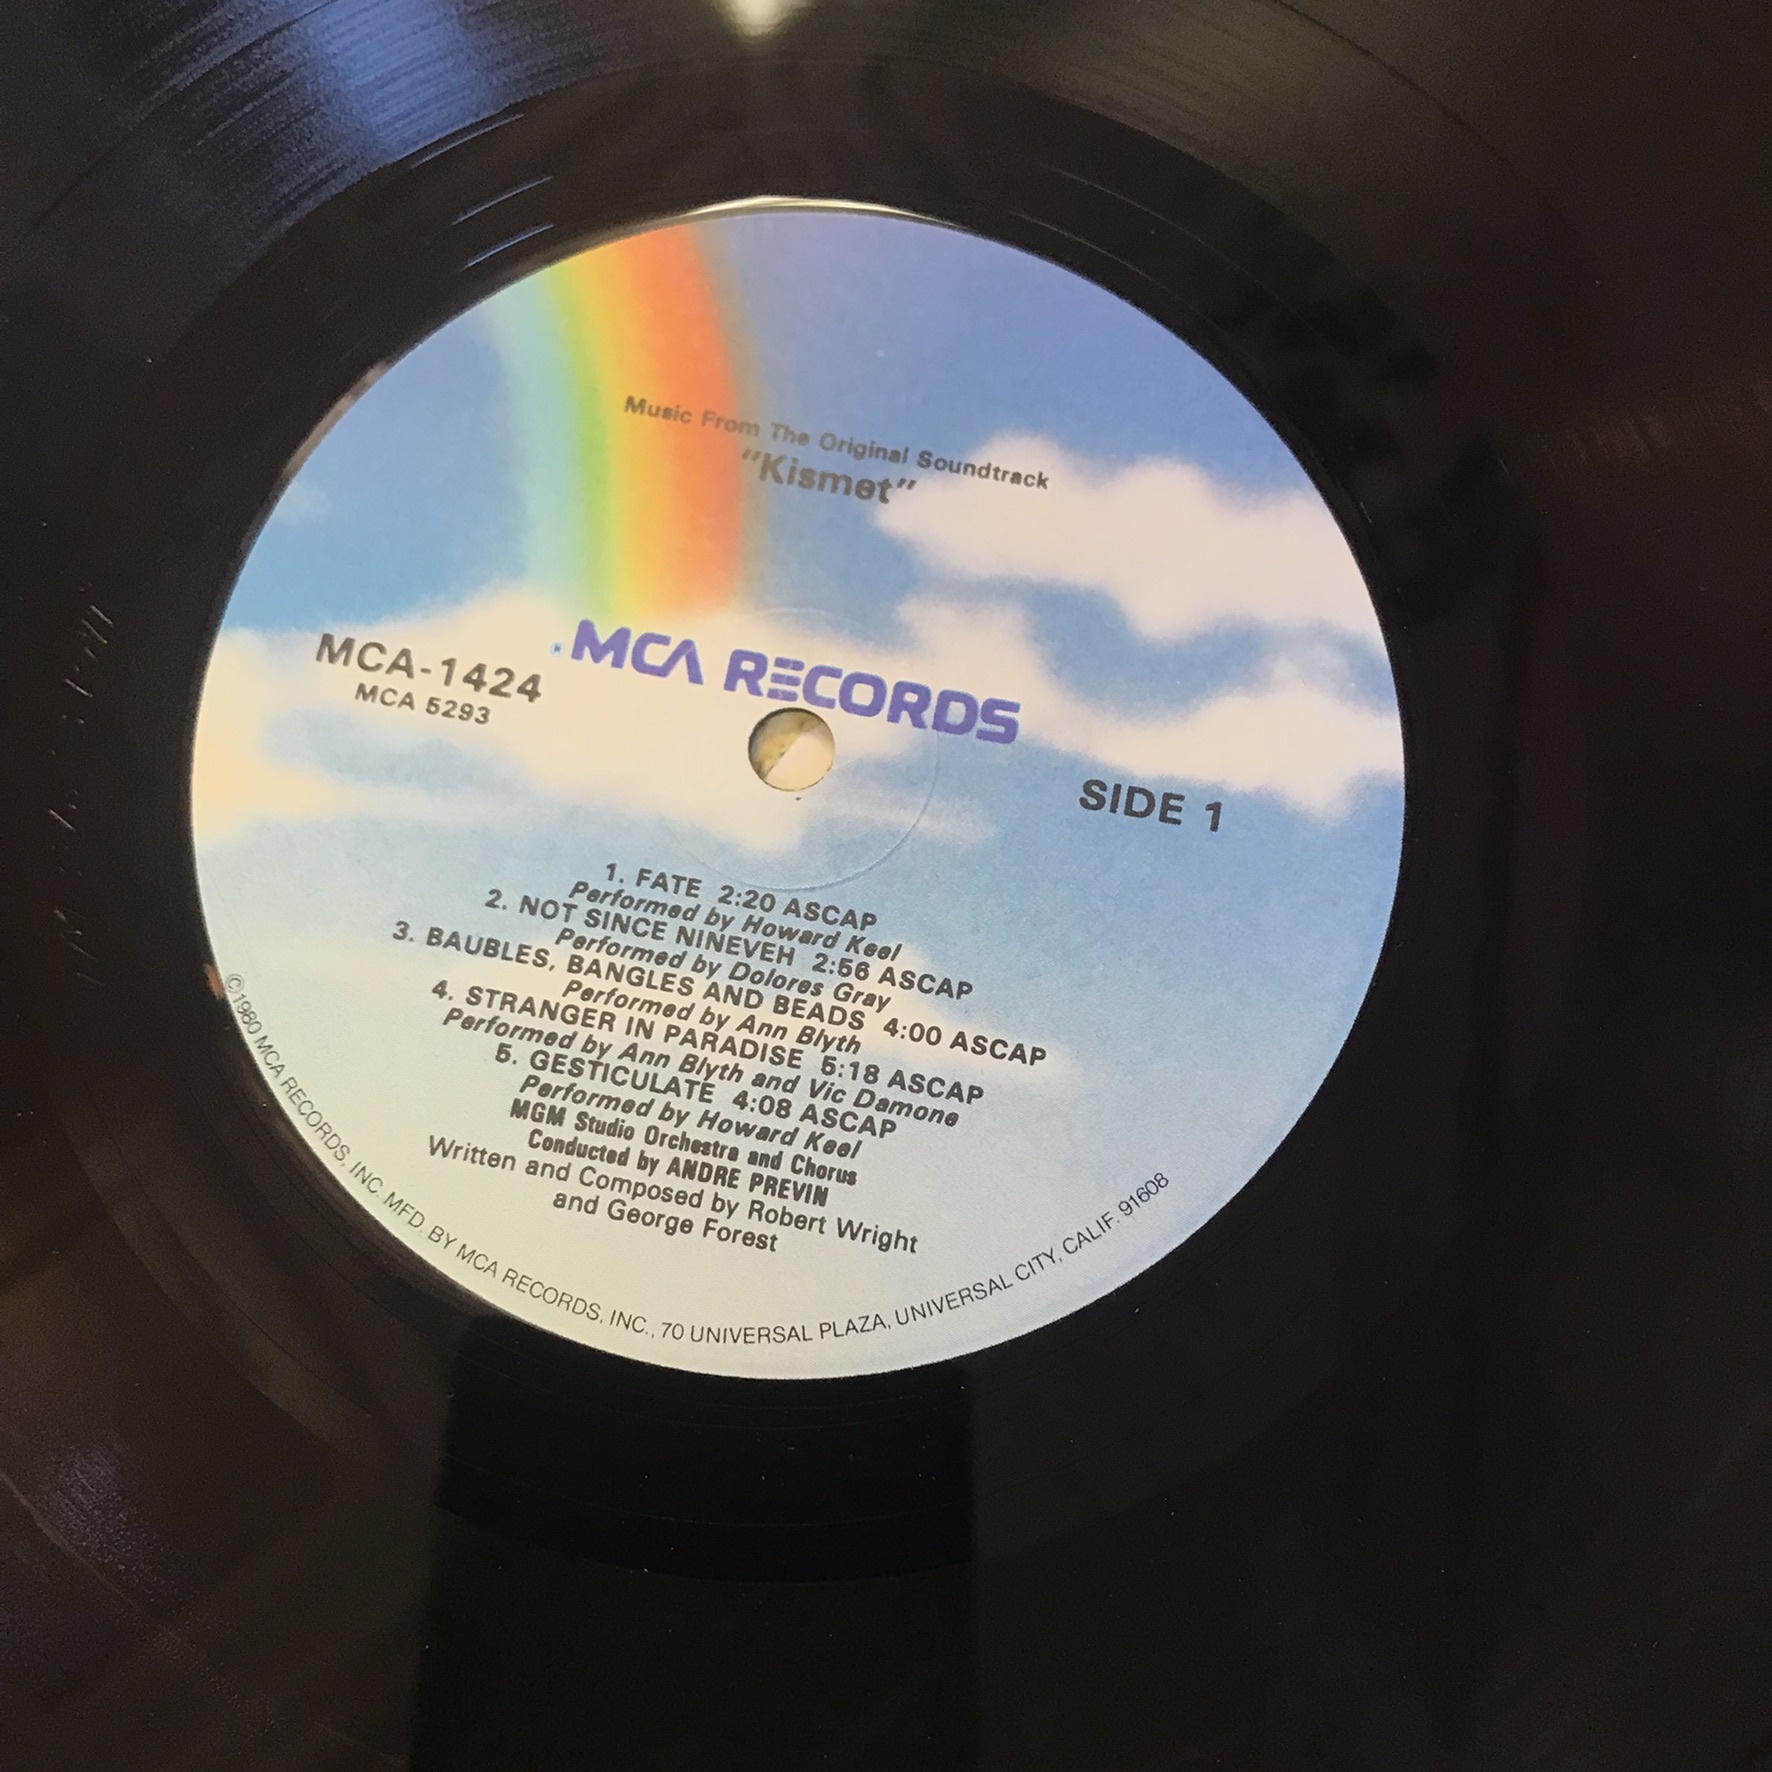 Music From The Original Soundtrack
"Kismet"
® MCA RECORDS
MCA-1424
MCA 5293
SIDE 1
1. FATE 2:20 ASCAP
Performed by Howard Keel
2. NOT SINCE NINEVEH 2:56 ASCAP
Performed by Dolores Gray
3. BAUBLES, BANGLES AND BEADS 4:00 ASCAP
Performed by Ann Blyth
4. STRANGER IN PARADISE 5:18 ASCAP
Performed by Ann Blyth and Vic Damone
5. GESTICULATE 4:08 ASCAP
Performed by Howard Keel
MGM Studio Orchestra and Chorus
Conducted by ANDRE PREVIN
Written and Composed by Robert Wright
and George Forest
©1980 MCA RECORDS, INC. MFD. BY MCA RECORDS, INC., 70 UNIVERSAL PLAZA, UNIVERSAL CITY, CALIF. 91608